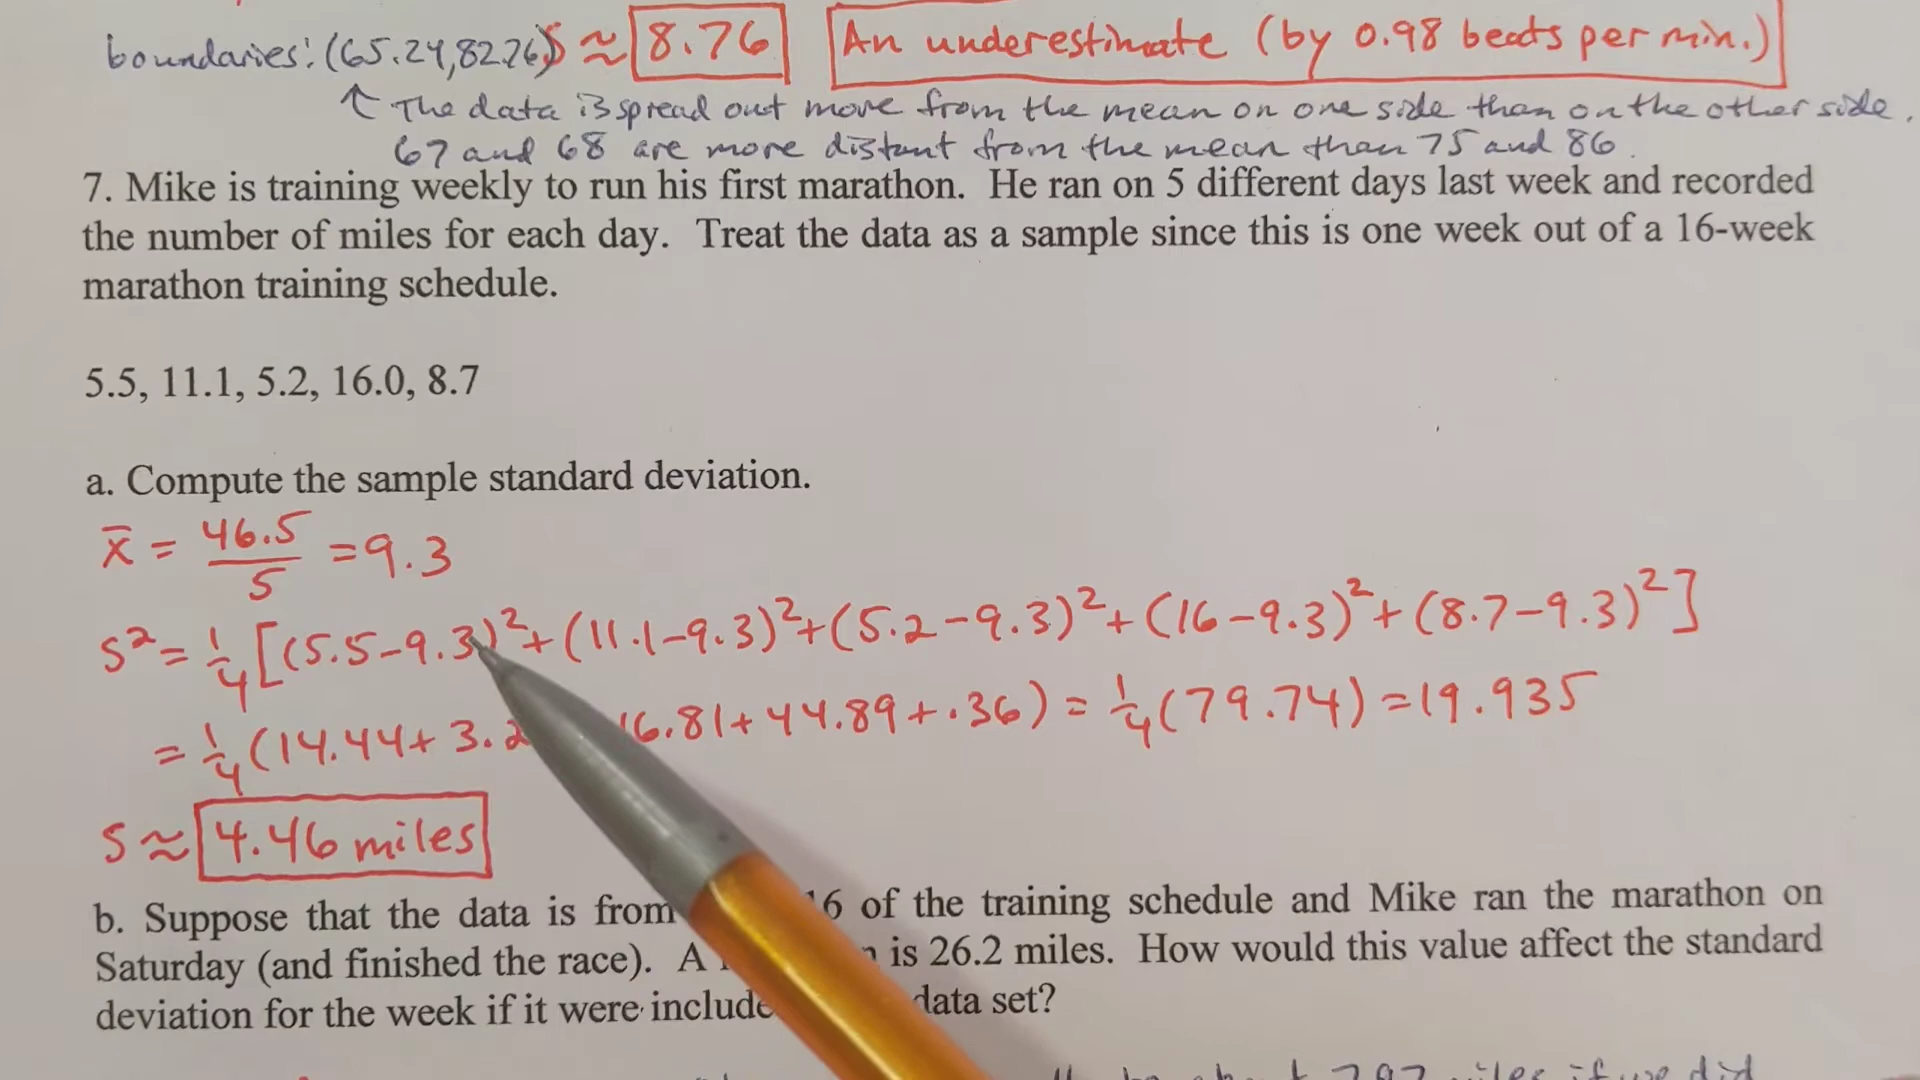 boundaries: (65.24,82.76) S ≈ 8.76 An underestimate (by 0.98 beats per min.)
↑ The data is spread out more from the mean on one side than on the other side.
67 and 68 are more distant from the mean than 75 and 86.
7. Mike is training weekly to run his first marathon. He ran on 5 different days last week and recorded
the number of miles for each day. Treat the data as a sample since this is one week out of a 16-week
marathon training schedule.
5.5, 11.1, 5.2, 16.0, 8.7
a. Compute the sample standard deviation.
x̄ = 46.5/5 = 9.3
S² = 1/4 [(5.5-9.3)² + (11.1-9.3)² + (5.2-9.3)² + (16-9.3)² + (8.7-9.3)²]
= 1/4 (14.44 + 3.2 6.81 + 44.89 + .36) = 1/4 (79.74) = 19.935
S ≈ 4.46 miles
b. Suppose that the data is from 16 of the training schedule and Mike ran the marathon on
Saturday (and finished the race). A is 26.2 miles. How would this value affect the standard
deviation for the week if it were include data set?
about 7.97 miles if we did